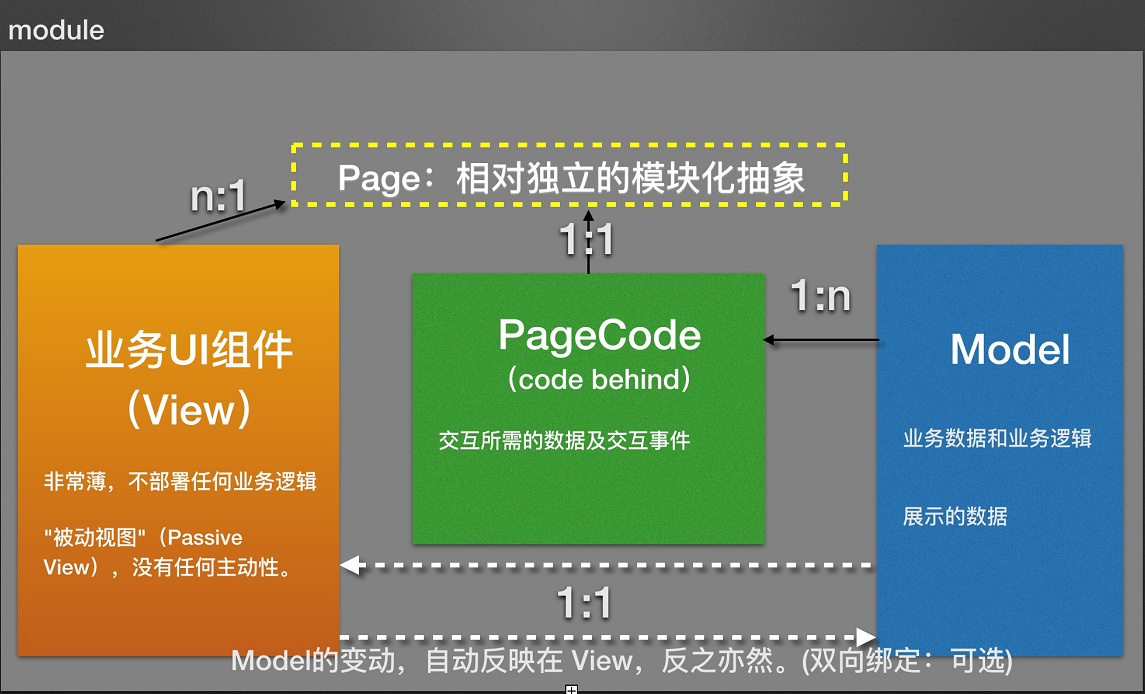 module
Page：相对独立的模块化抽象
n:1
1:1
1:n
业务UI组件
（View）
非常薄，不部署任何业务逻辑
"被动视图"（Passive
View），没有任何主动性。
PageCode
（code behind）
交互所需的数据及交互事件
Model
业务数据和业务逻辑
展示的数据
1:1
Model的变动，自动反映在 View，反之亦然。(双向绑定：可选)